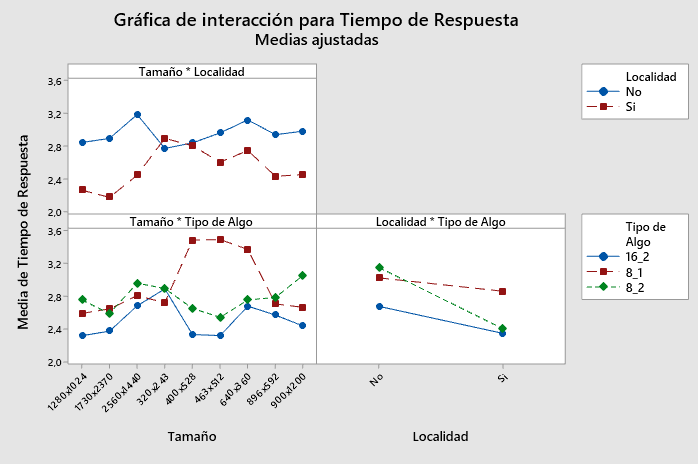 Gráfica de interacción para Tiempo de Respuesta
Medias ajustadas
Tamaño * Localidad
3,6
3,2
2,8
2,4
2,0
Localidad
No
Si
Media de Tiempo de Respuesta
Tamaño * Tipo de Algo
Localidad * Tipo de Algo
3,6
3,2
2,8
2,4
2,0
Tipo de
Algo
16_2
8_1
8_2
1280x1024
1730x2370
2560x1440
320x243
400x528
463x512
640x360
896x592
900x1200
No
Si
Tamaño
Localidad